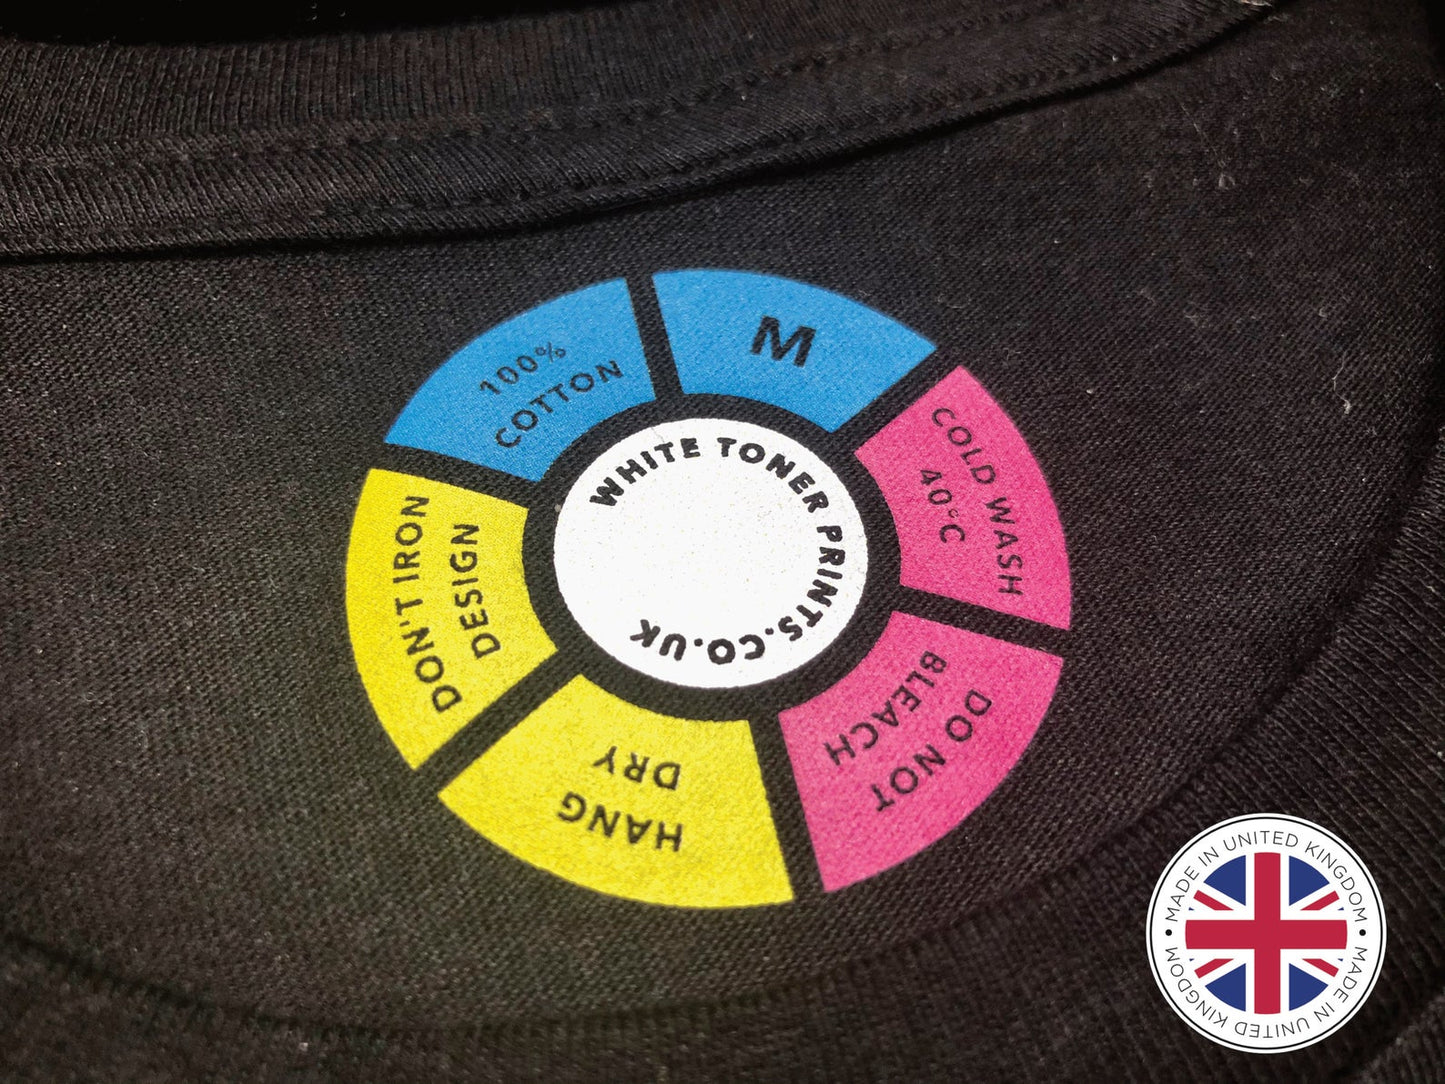 M
COLD WASH
40°C
DO NOT
BLEACH
HANG
DRY
DON'T IRON
DESIGN
100%
COTTON
WHITE TONER PRINTS.CO.UK
MADE IN UNITED KINGDOM
MADE IN UNITED KINGDOM